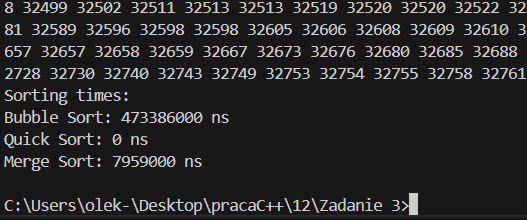 8 32499 32502 32511 32513 32513 32519 32520 32520 32522 32
81 32589 32596 32598 32598 32605 32606 32608 32609 32610 3
657 32657 32658 32659 32667 32673 32676 32680 32685 32688
2728 32730 32740 32743 32749 32753 32754 32755 32758 32761
Sorting times:
Bubble Sort: 473386000 ns
Quick Sort: 0 ns
Merge Sort: 7959000 ns
C:\Users\olek-\Desktop\pracaC++\12\Zadanie 3>